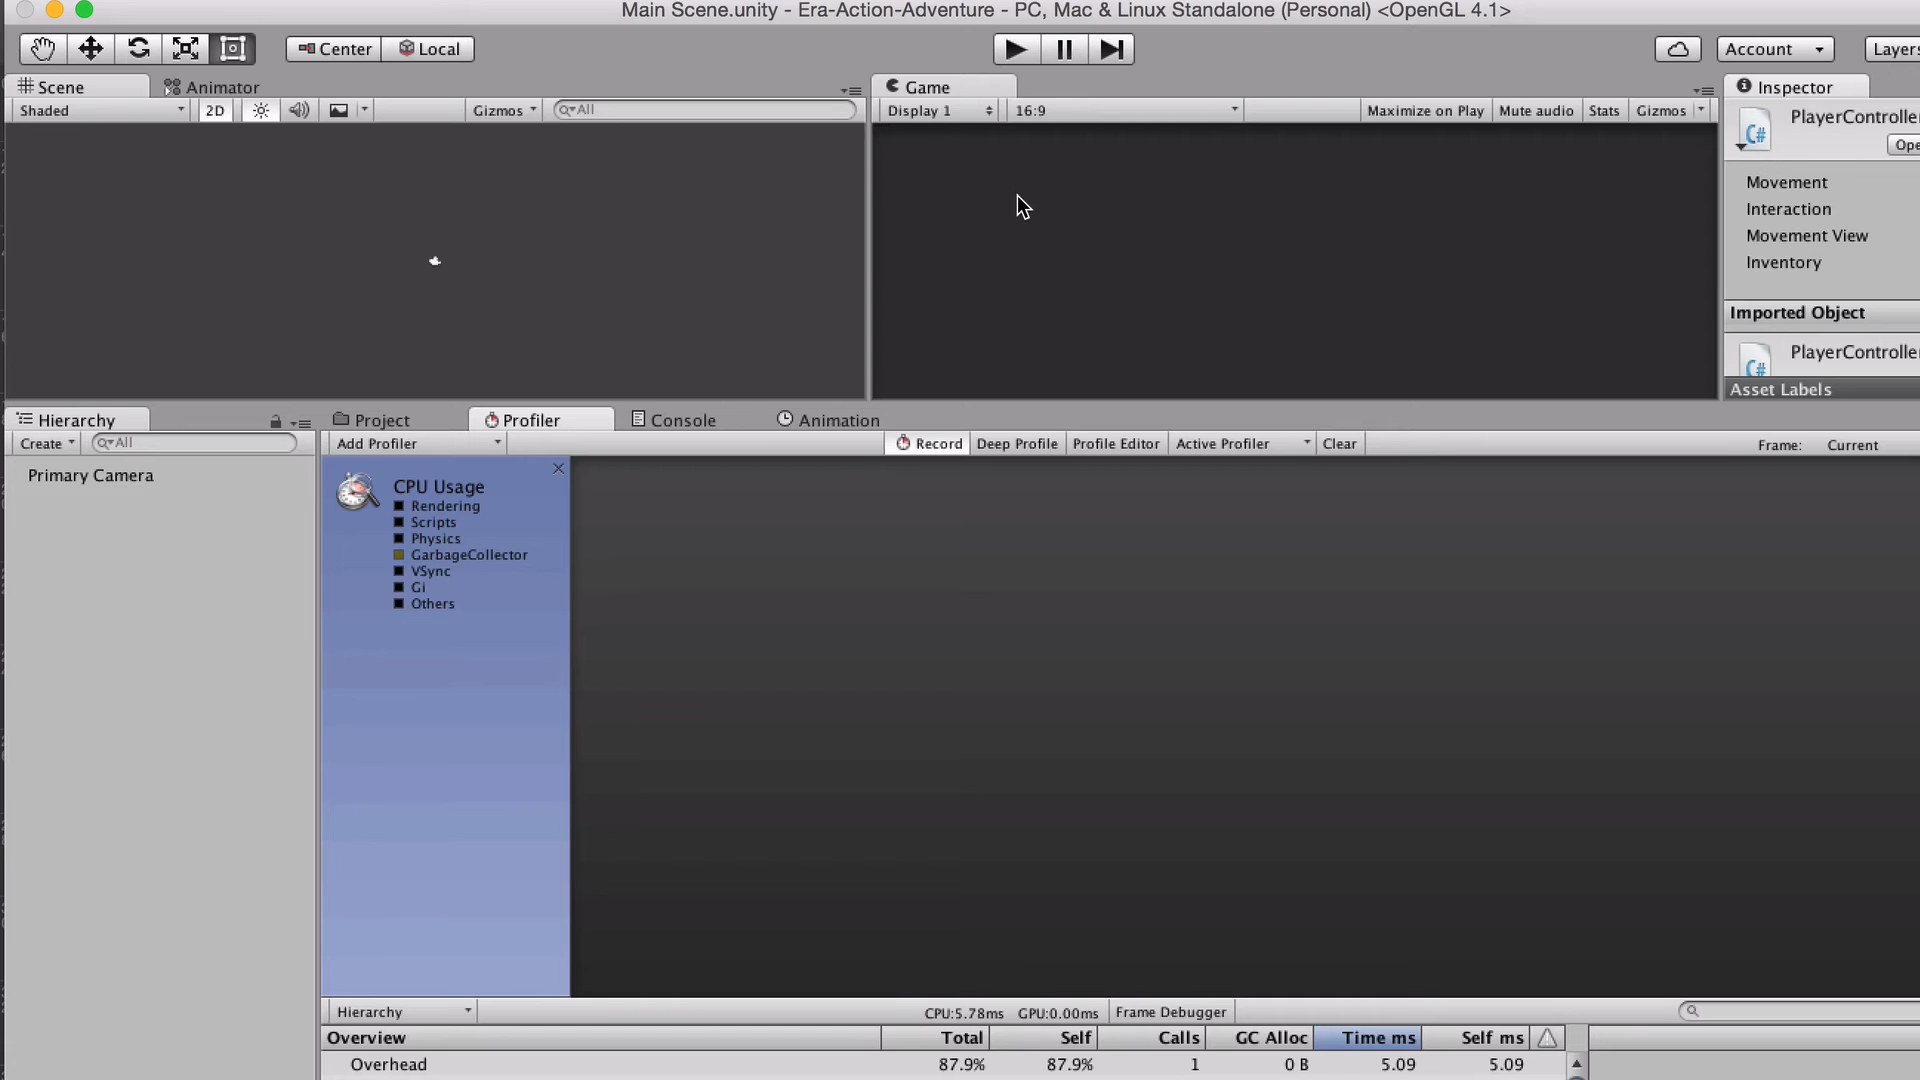 Main Scene.unity - Era-Action-Adventure - PC, Mac & Linux Standalone (Personal) <OpenGL 4.1>
Center Local Account Layers
Scene Animator Game Inspector
Shaded 2D Gizmos All Display 1 16:9 Maximize on Play Mute audio Stats Gizmos
PlayerController
Ope
C#
Movement
Interaction
Movement View
Inventory
Imported Object
PlayerController
C#
Asset Labels
Hierarchy Project Profiler Console Animation
Create All Add Profiler Record Deep Profile Profile Editor Active Profiler Clear Frame: Current
Primary Camera
CPU Usage
Rendering
Scripts
Physics
GarbageCollector
VSync
Gi
Others
Hierarchy CPU:5.78ms GPU:0.00ms Frame Debugger
Overview Total Self Calls GC Alloc Time ms Self ms
Overhead 87.9% 87.9% 1 0 B 5.09 5.09